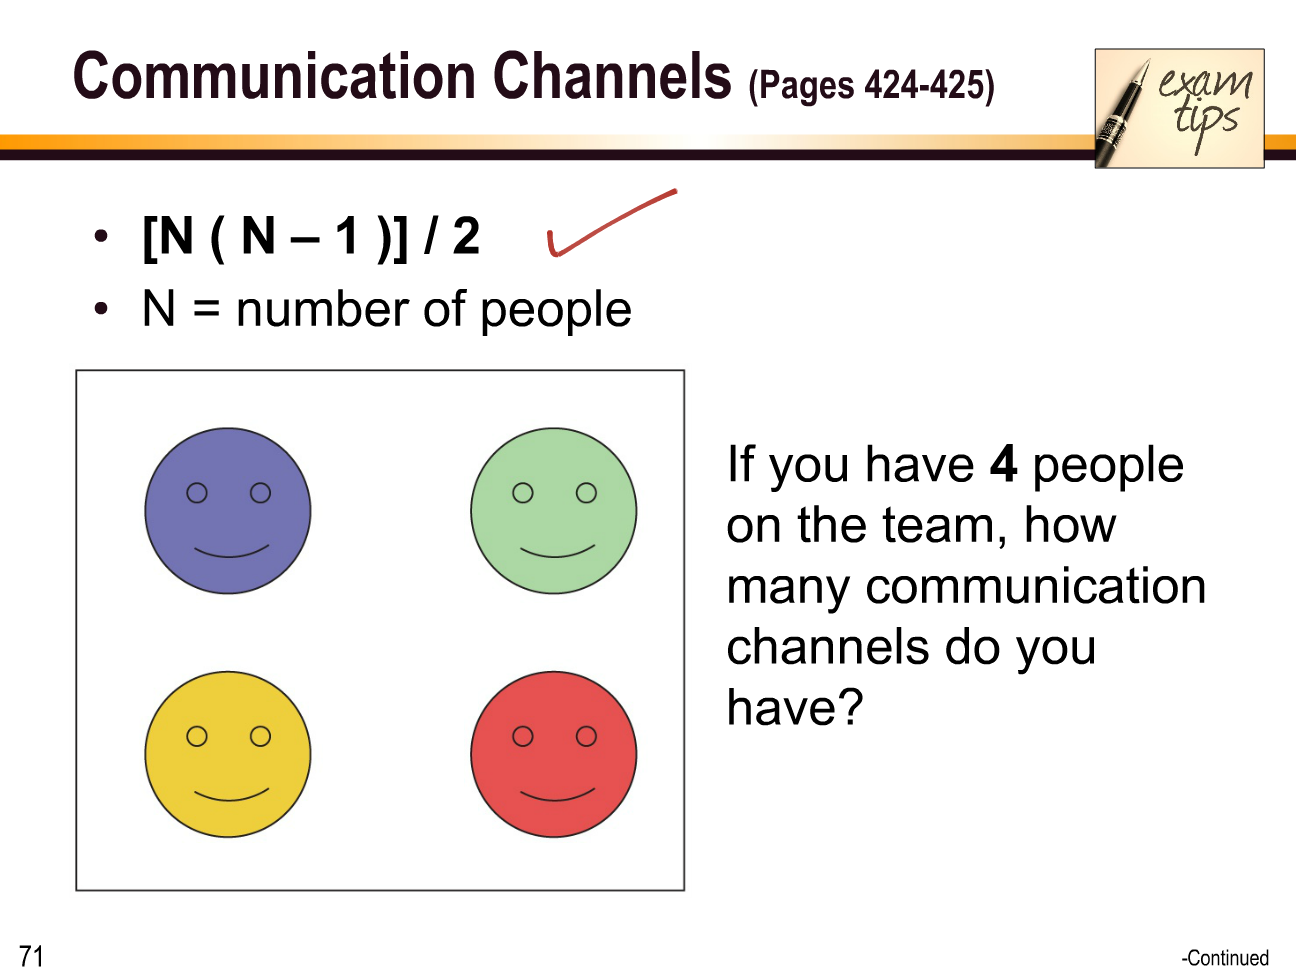 Communication Channels (Pages 424-425)
exam
tips
• [N ( N – 1 )] / 2
• N = number of people
If you have 4 people
on the team, how
many communication
channels do you
have?
71
-Continued